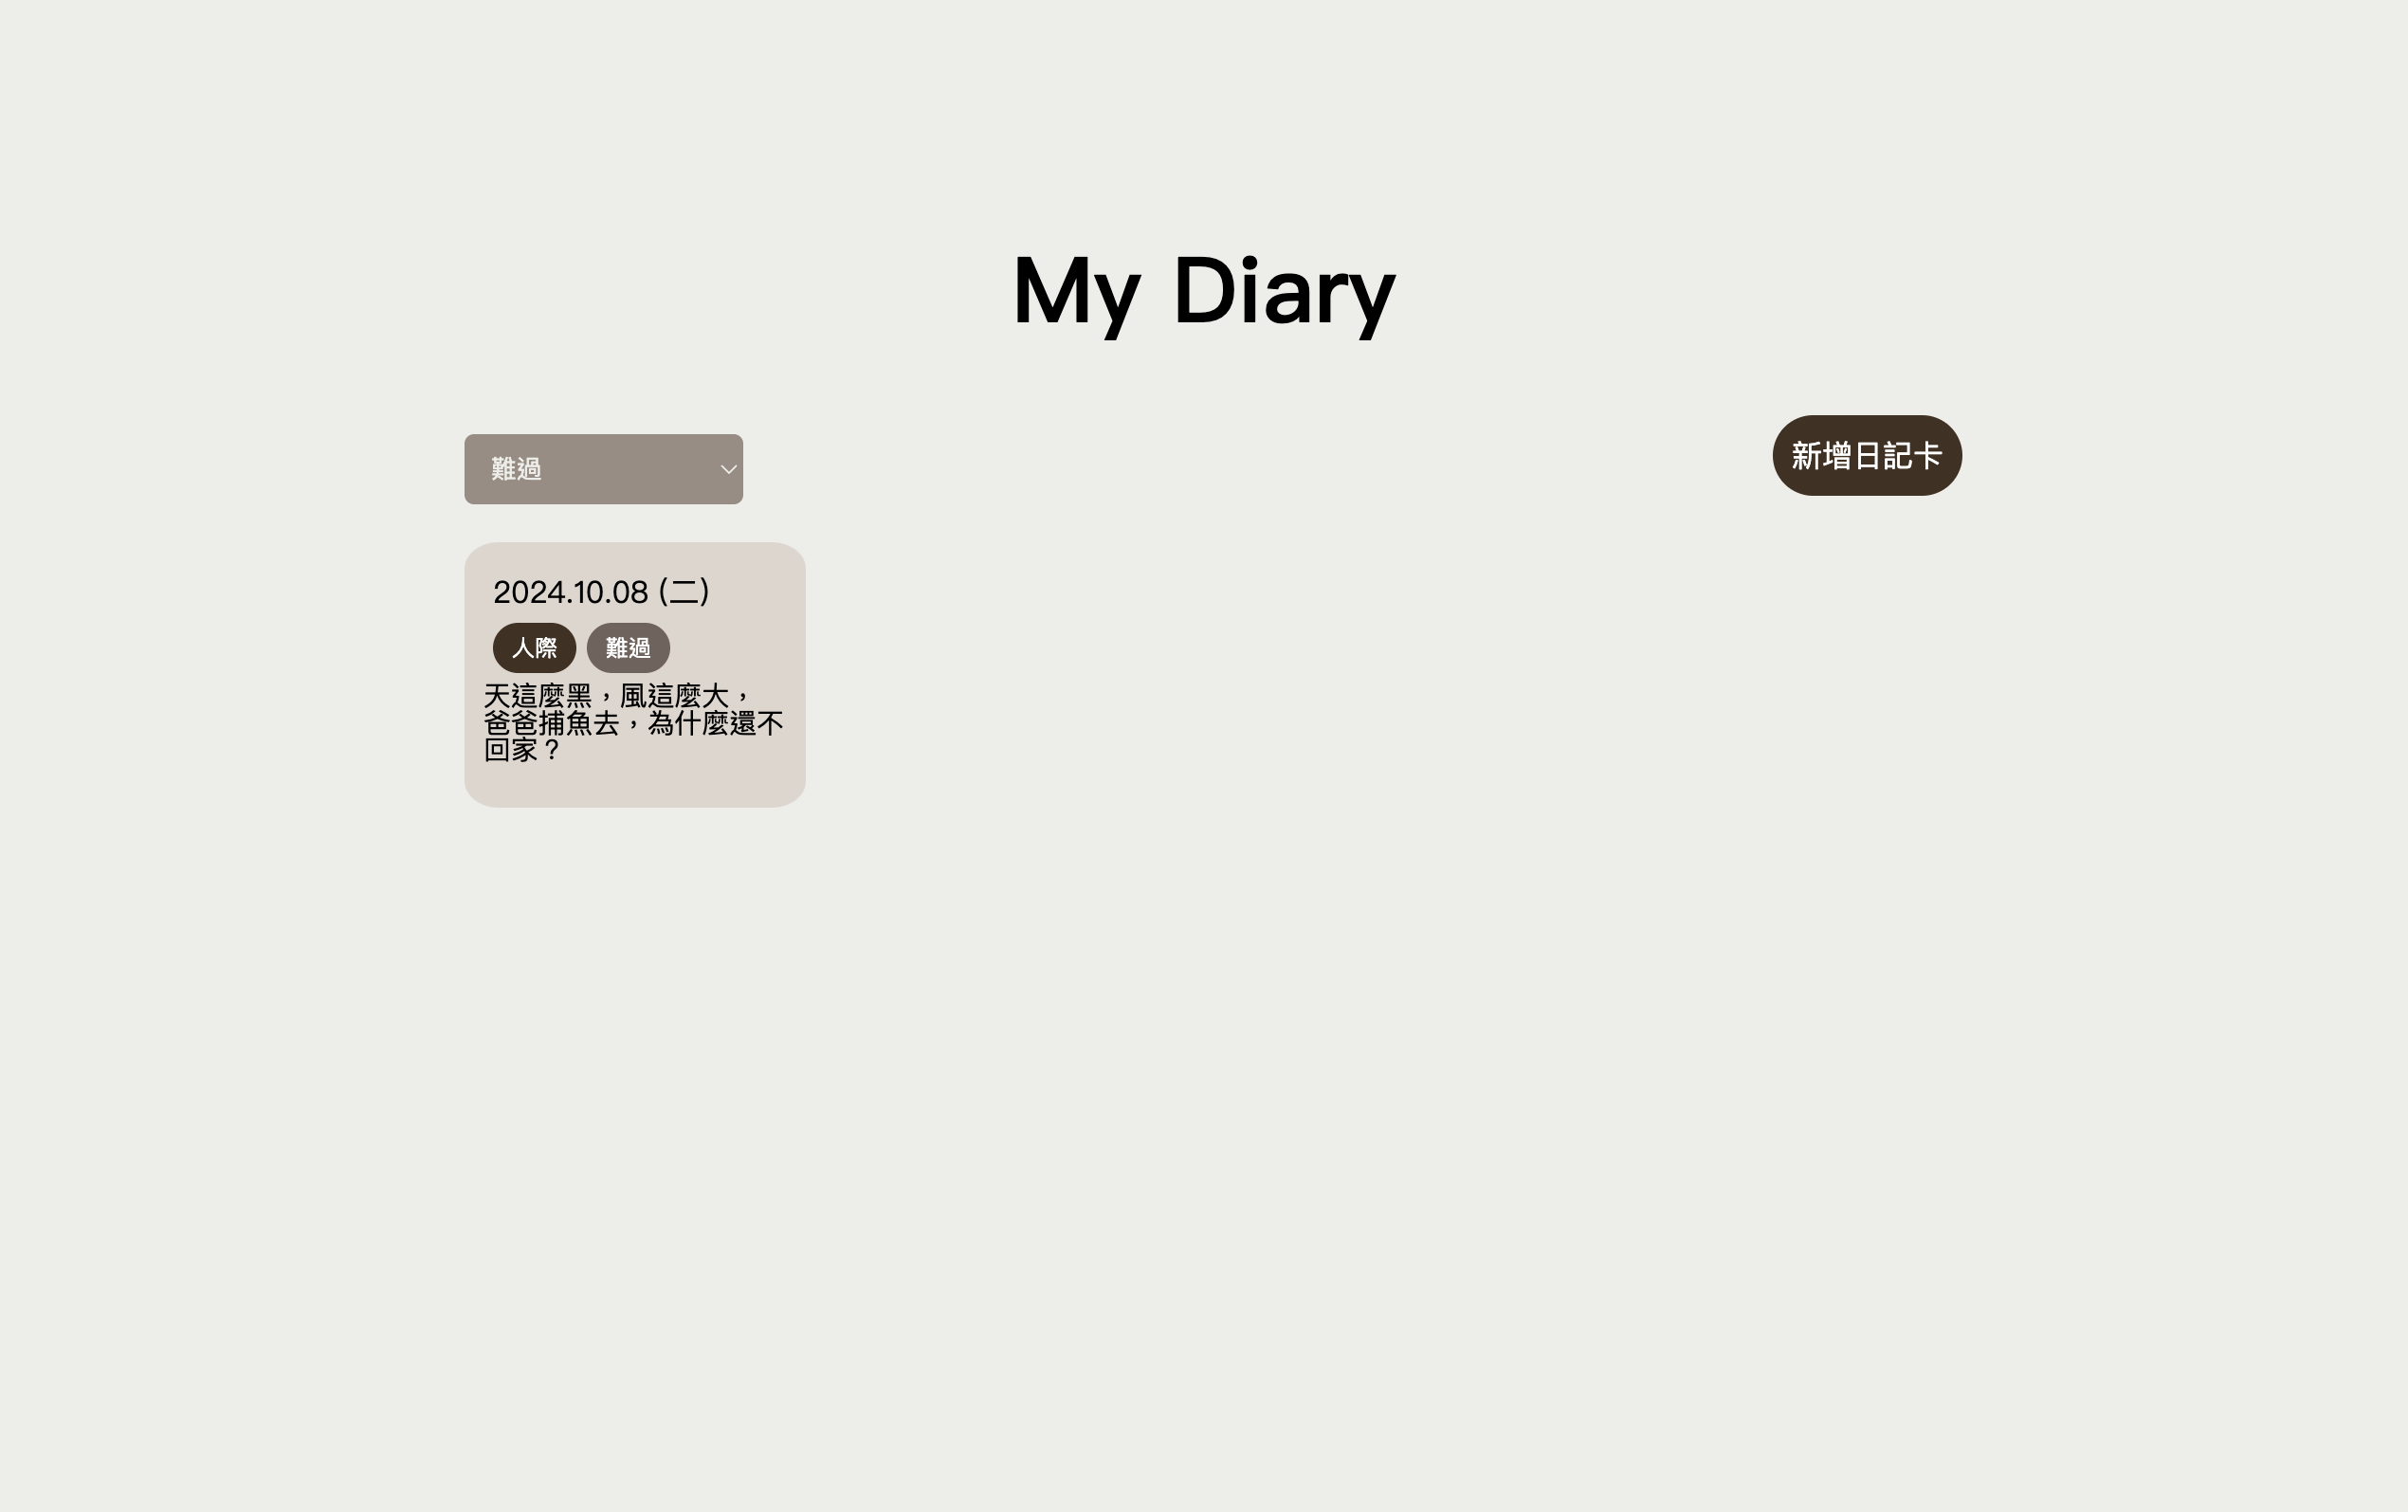 My Diary
難過
新增日記卡
2024.10.08 (二)
人際 難過
天這麼黑，風這麼大，
爸爸捕魚去，為什麼還不
回家？